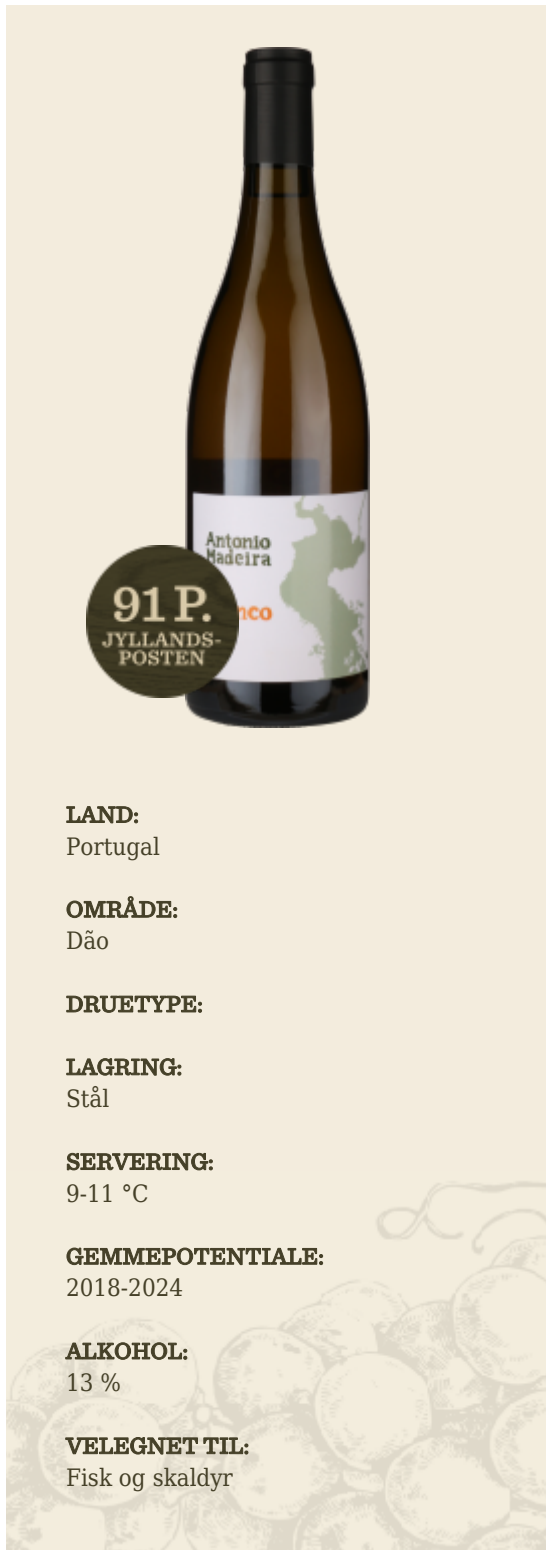 Antonio
Madeira
nco
91 P.
JYLLANDS-
POSTEN
LAND:
Portugal
OMRÅDE:
Dão
DRUETYPE:
LAGRING:
Stål
SERVERING:
9-11 °C
GEMMEPOTENTIALE:
2018-2024
ALKOHOL:
13 %
VELEGNET TIL:
Fisk og skaldyr